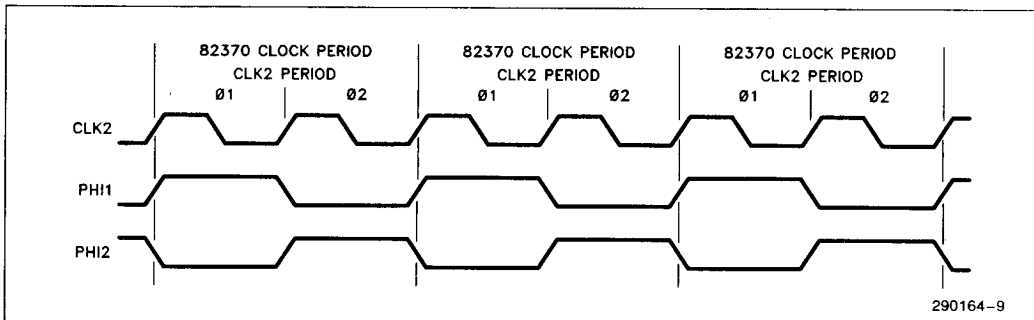 82370 CLOCK PERIOD 82370 CLOCK PERIOD 82370 CLOCK PERIOD
CLK2 PERIOD CLK2 PERIOD CLK2 PERIOD
Ø1 Ø2 Ø1 Ø2 Ø1 Ø2
CLK2
PHI1
PHI2
290164-9